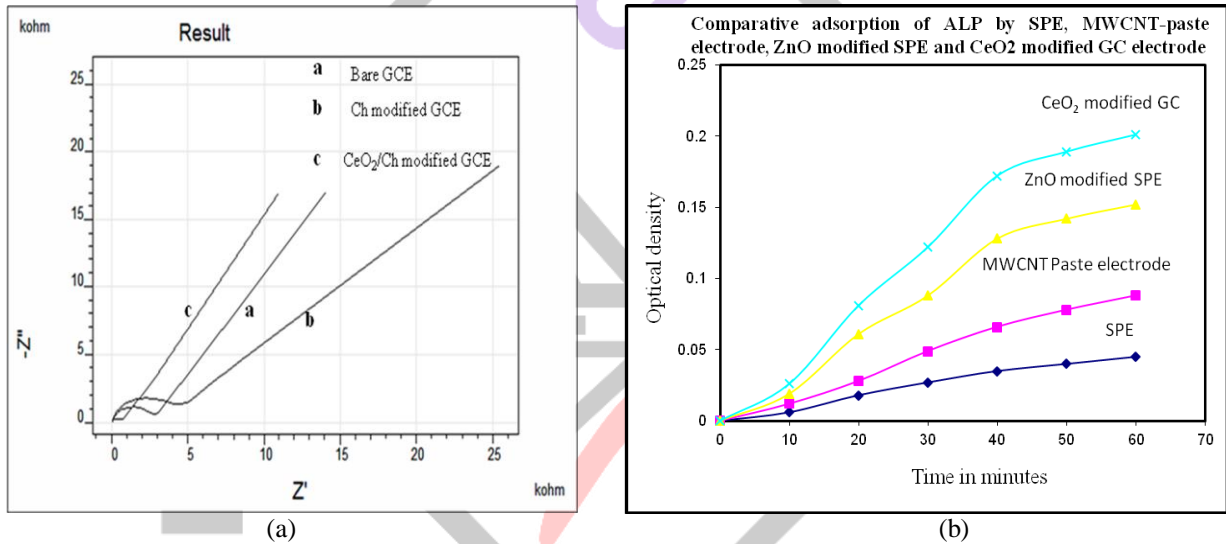 kohm
Result
a Bare GCE
b Ch modified GCE
c CeO₂/Ch modified GCE
25
20
15
10
5
0
-Z"
c
a
b
0 5 10 15 20 25
Z'
kohm
(a)
Comparative adsorption of ALP by SPE, MWCNT-paste
electrode, ZnO modified SPE and CeO2 modified GC electrode
0.25
0.2
0.15
0.1
0.05
0
Optical density
CeO₂ modified GC
ZnO modified SPE
MWCNT Paste electrode
SPE
0 10 20 30 40 50 60 70
Time in minutes
(b)